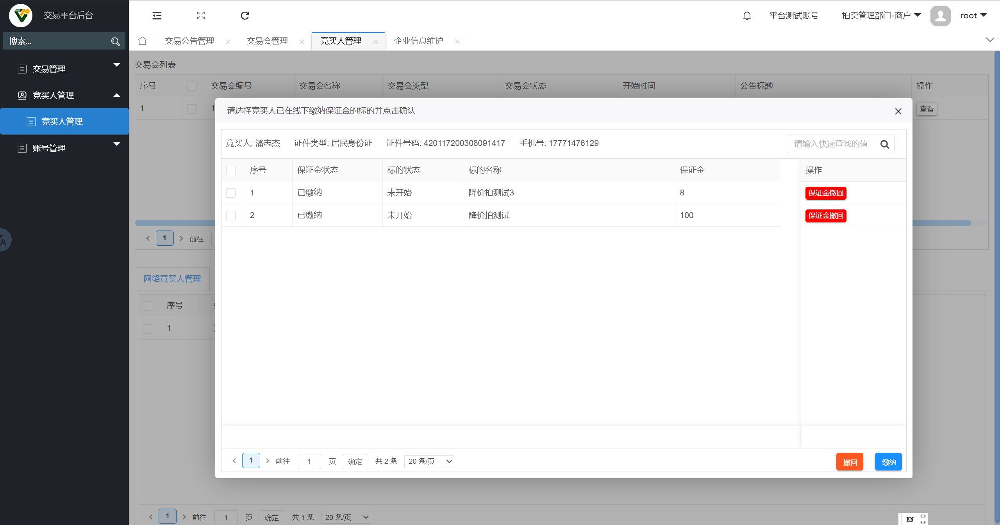 交易平台后台
平台测试账号 拍卖管理部门-商户 root
搜索...
交易公告管理 交易会管理 竞买人管理 企业信息维护
交易管理
竞买人管理
竞买人管理
账号管理
交易会列表
序号 交易会编号 交易会名称 交易会类型 交易会状态 开始时间 公告标题 操作
1 1 查看
请选择竞买人已在线下缴纳保证金的标的并点击确认
竞买人: 潘志杰 证件类型: 居民身份证 证件号码: 420117200308091417 手机号: 17771476129 请输入快速查找的值
序号 保证金状态 标的状态 标的名称 保证金 操作
1 已缴纳 未开始 降价拍测试3 8 保证金撤回
2 已缴纳 未开始 降价拍测试 100 保证金撤回
1 前往 1 页 确定 共 2 条 20 条/页 撤回 缴纳
1 前往
网络竞买人管理
序号
1
1 前往 1 页 确定 共 1 条 20 条/页
EN